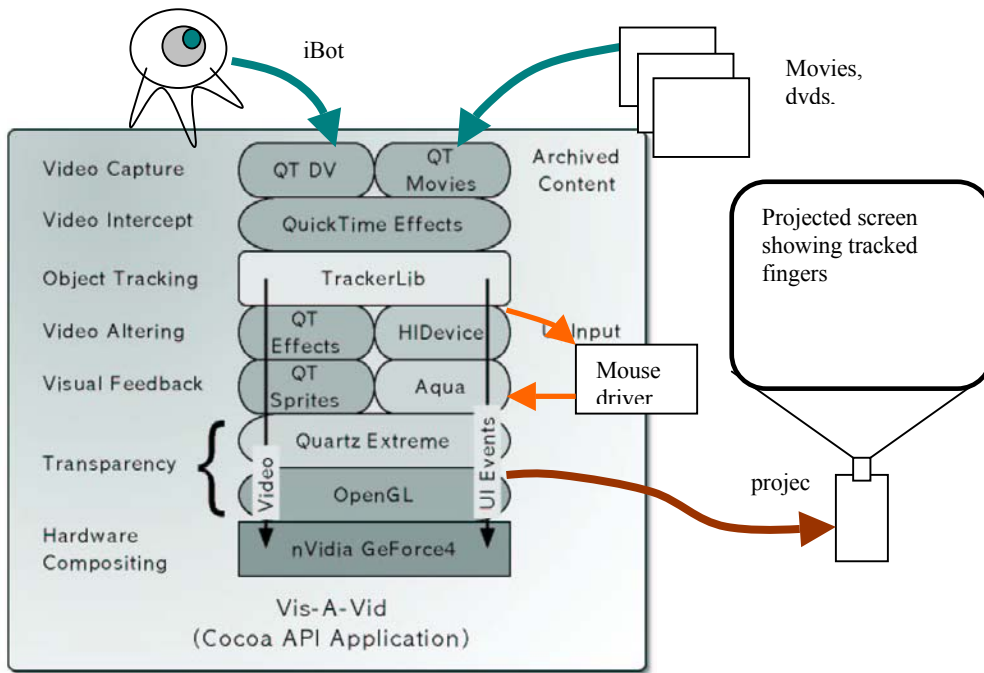 iBot
Movies,
dvds.
Video Capture
QT DV
QT
Movies
Archived
Content
Video Intercept
QuickTime Effects
Projected screen
showing tracked
fingers
Object Tracking
TrackerLib
Video Altering
QT
Effects
HIDevice
Input
Mouse
driver
Visual Feedback
QT
Sprites
Aqua
Transparency
Quartz Extreme
OpenGL
Video
UI Events
projec
Hardware
Compositing
nVidia GeForce4
Vis-A-Vid
(Cocoa API Application)